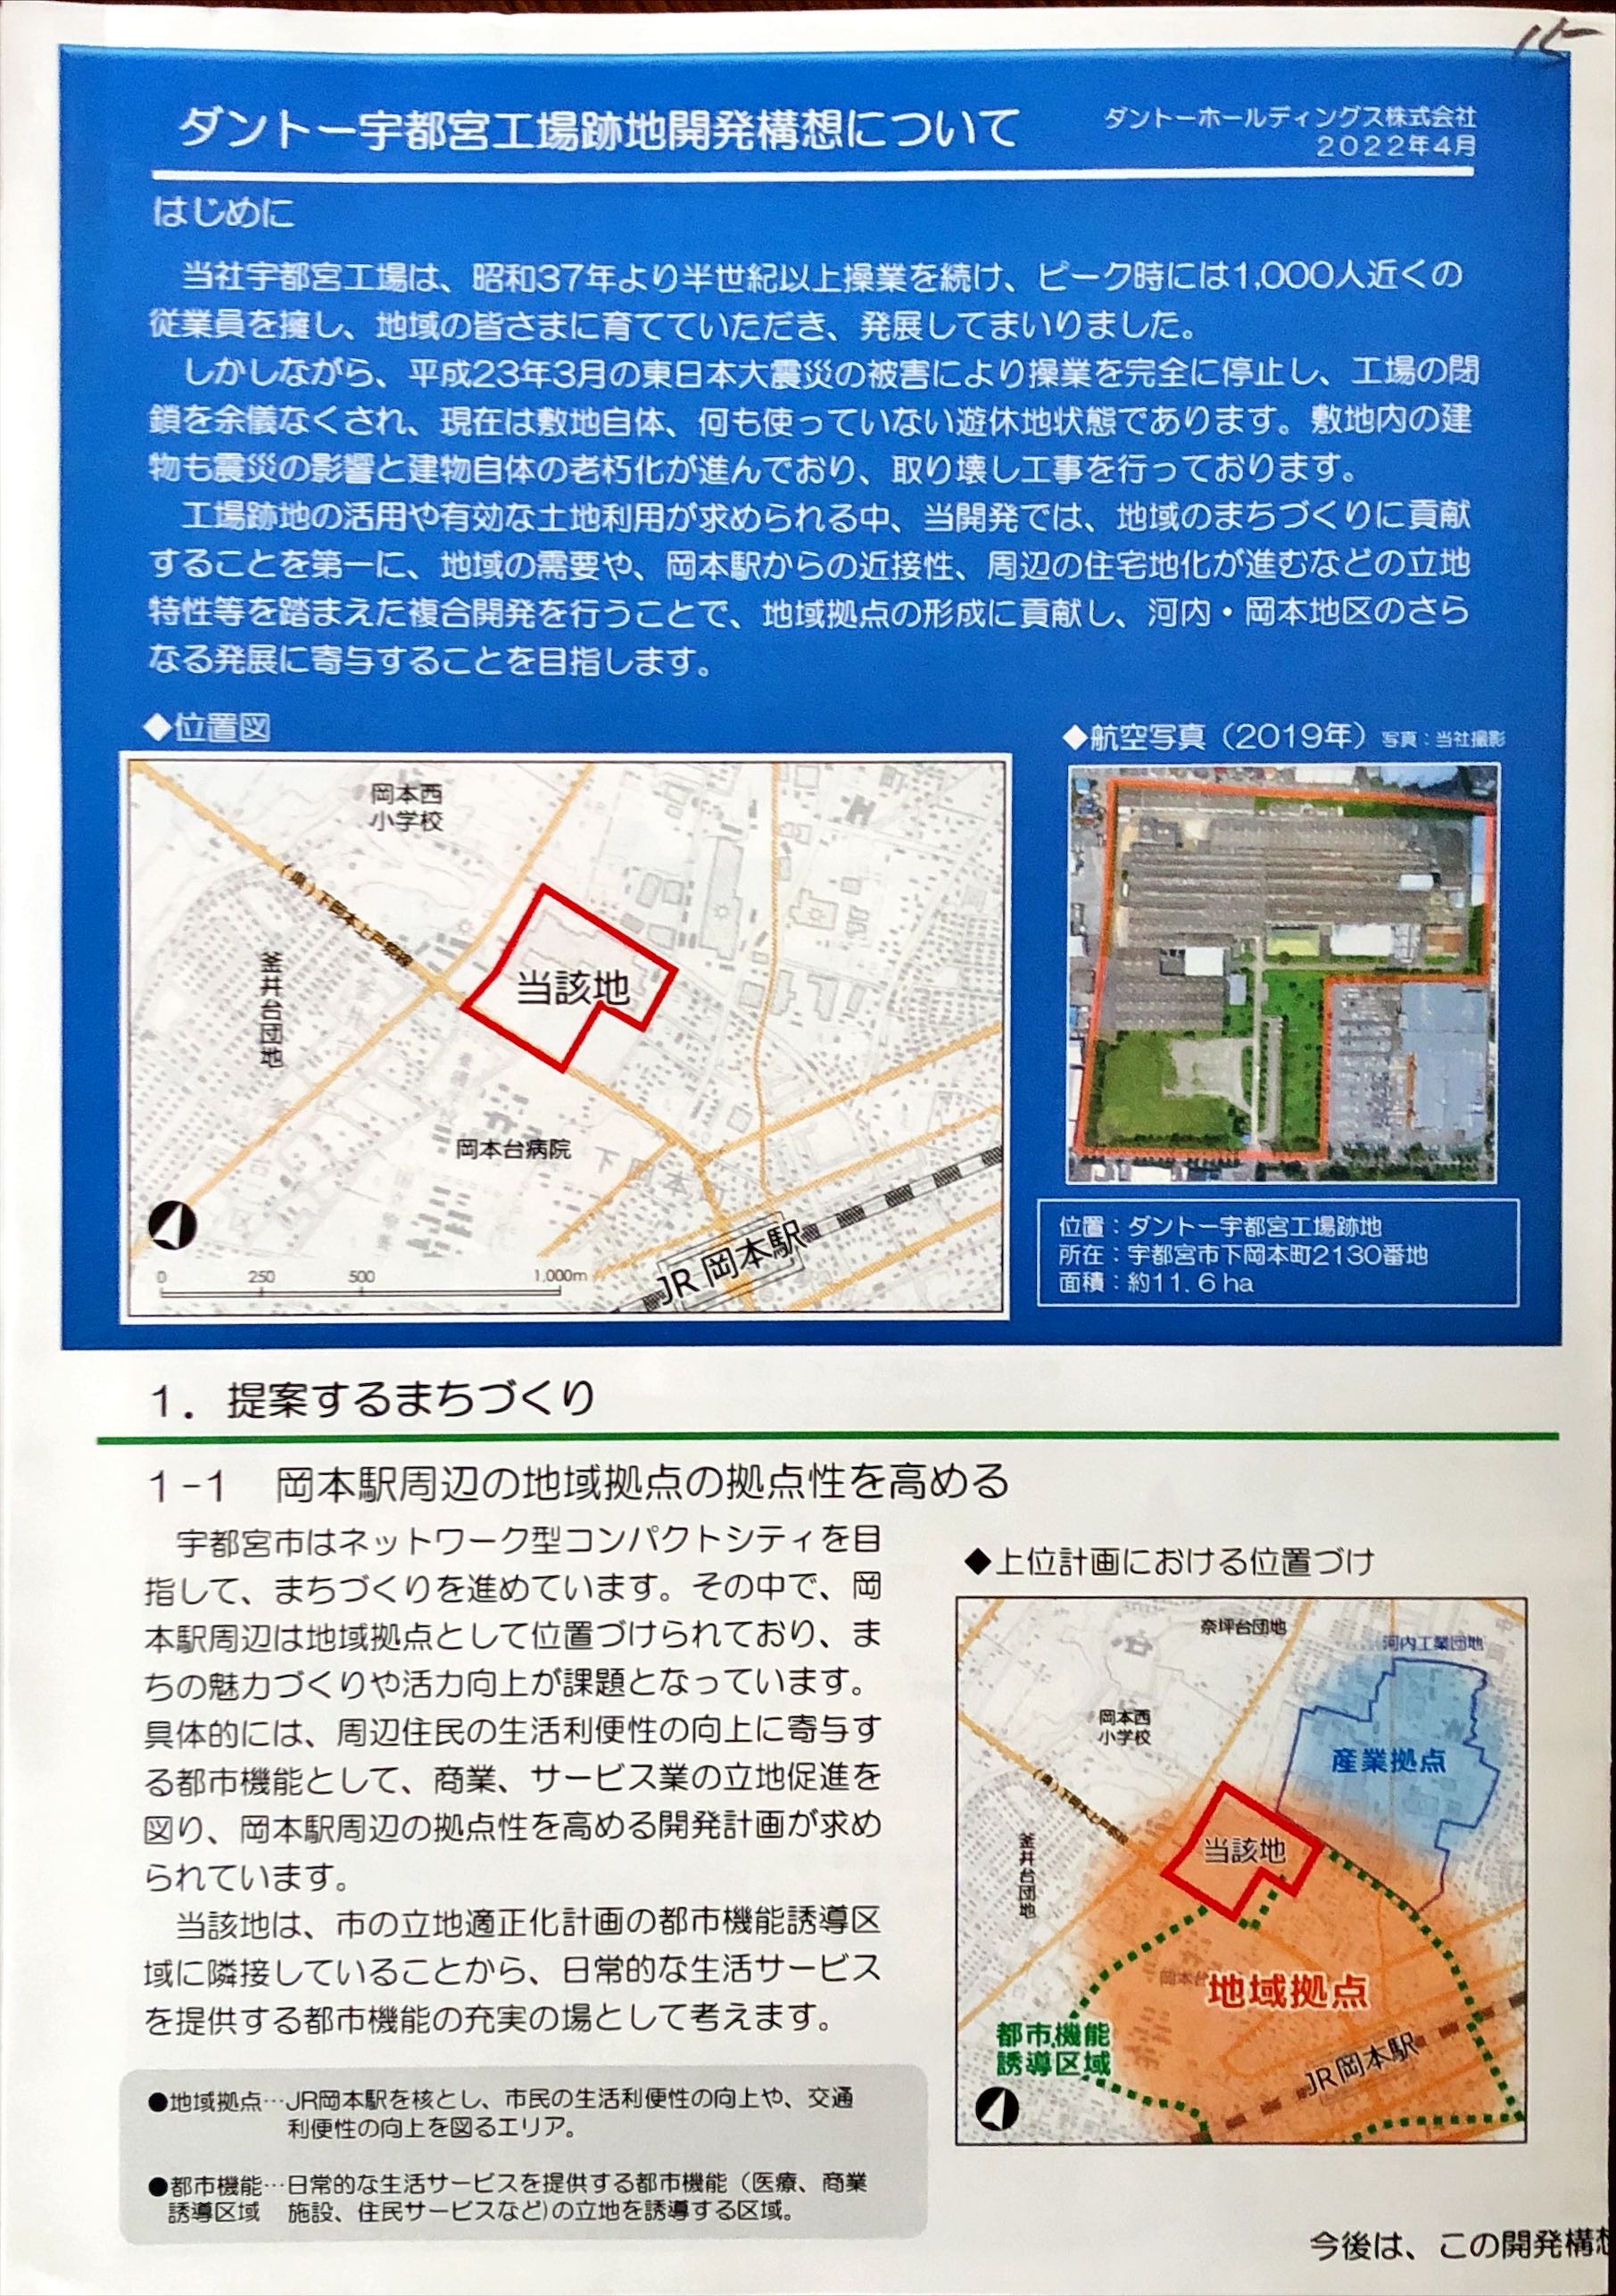 15
ダントー宇都宮工場跡地開発構想について
ダントーホールディングス株式会社
2022年4月
はじめに
当社宇都宮工場は、昭和37年より半世紀以上操業を続け、ピーク時には1,000人近くの
従業員を擁し、地域の皆さまに育てていただき、発展してまいりました。
しかしながら、平成23年3月の東日本大震災の被害により操業を完全に停止し、工場の閉
鎖を余儀なくされ、現在は敷地自体、何も使っていない遊休地状態であります。敷地内の建
物も震災の影響と建物自体の老朽化が進んでおり、取り壊し工事を行っております。
工場跡地の活用や有効な土地利用が求められる中、当開発では、地域のまちづくりに貢献
することを第一に、地域の需要や、岡本駅からの近接性、周辺の住宅地化が進むなどの立地
特性等を踏まえた複合開発を行うことで、地域拠点の形成に貢献し、河内・岡本地区のさら
なる発展に寄与することを目指します。
◆位置図
岡本西
小学校
(県)下岡本上戸祭線
釜井台団地
当該地
岡本台病院
下岡本町
JR 岡本駅
0 250 500 1,000m
◆航空写真（2019年）写真：当社撮影
位置：ダントー宇都宮工場跡地
所在：宇都宮市下岡本町2130番地
面積：約11.6ha
1．提案するまちづくり
1-1　岡本駅周辺の地域拠点の拠点性を高める
宇都宮市はネットワーク型コンパクトシティを目
指して、まちづくりを進めています。その中で、岡
本駅周辺は地域拠点として位置づけられており、ま
ちの魅力づくりや活力向上が課題となっています。
具体的には、周辺住民の生活利便性の向上に寄与す
る都市機能として、商業、サービス業の立地促進を
図り、岡本駅周辺の拠点性を高める開発計画が求め
られています。
当該地は、市の立地適正化計画の都市機能誘導区
域に隣接していることから、日常的な生活サービス
を提供する都市機能の充実の場として考えます。
●地域拠点…JR岡本駅を核とし、市民の生活利便性の向上や、交通
利便性の向上を図るエリア。
●都市機能…日常的な生活サービスを提供する都市機能（医療、商業
誘導区域　施設、住民サービスなど)の立地を誘導する区域。
◆上位計画における位置づけ
奈坪台団地
河内工業団地
岡本西
小学校
産業拠点
(県)下岡本上戸祭線
釜井台団地
当該地
地域拠点
都市機能
誘導区域
JR岡本駅
今後は、この開発構想